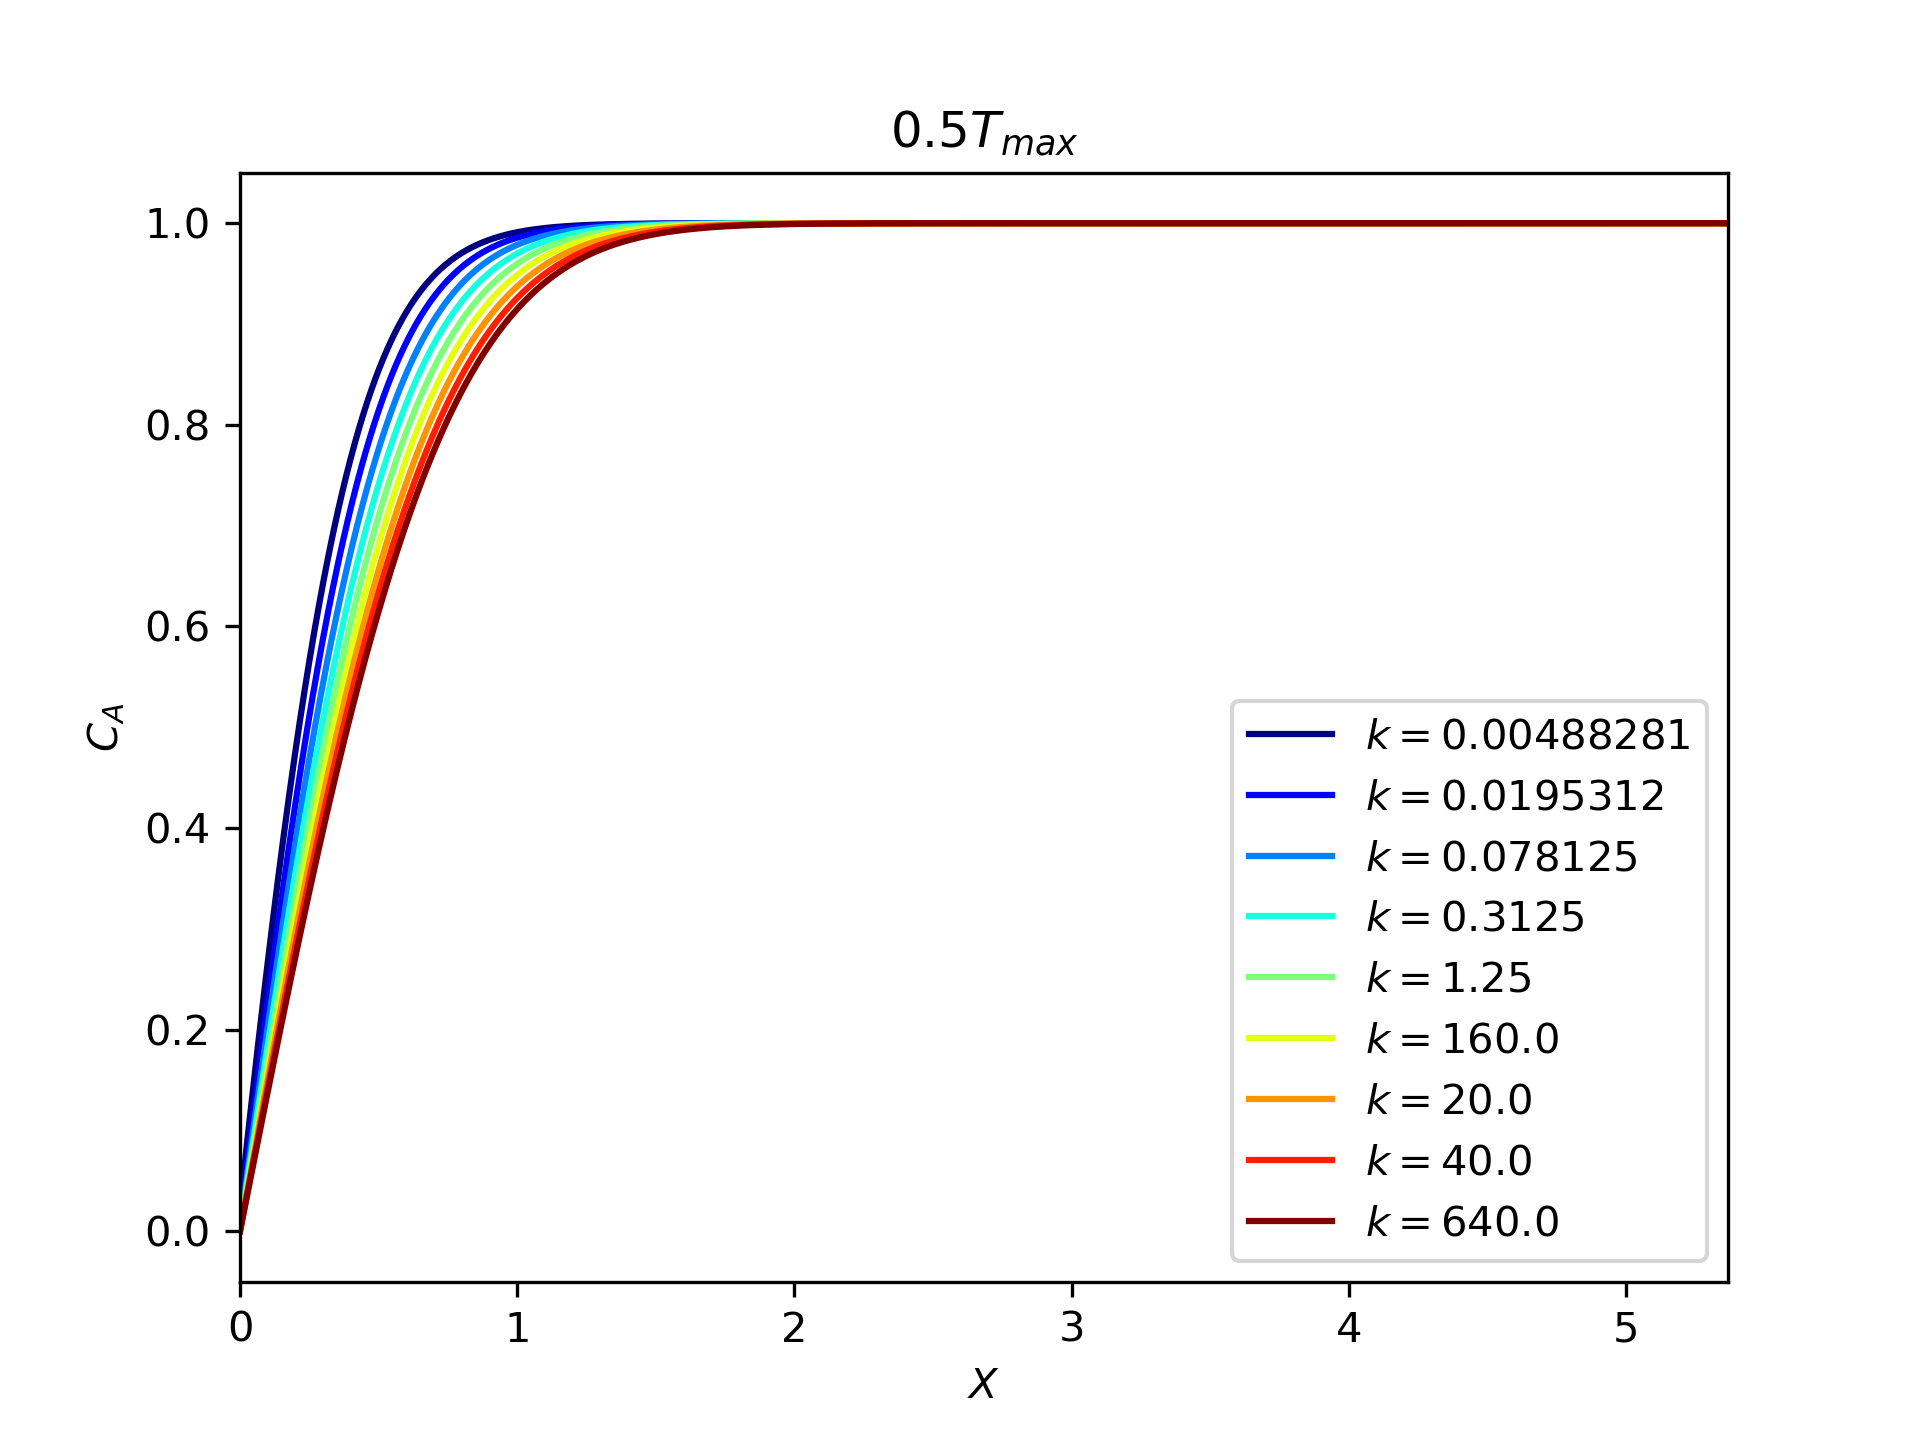 0.5T_max
1.0
0.8
0.6
0.4
0.2
0.0
C_A
k = 0.00488281
k = 0.0195312
k = 0.078125
k = 0.3125
k = 1.25
k = 160.0
k = 20.0
k = 40.0
k = 640.0
0 1 2 3 4 5
X